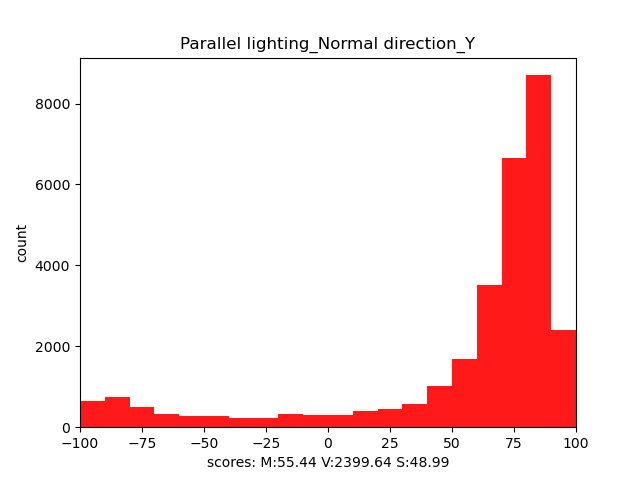 Parallel lighting_Normal direction_Y
count
8000
6000
4000
2000
0
−100 −75 −50 −25 0 25 50 75 100
scores: M:55.44 V:2399.64 S:48.99